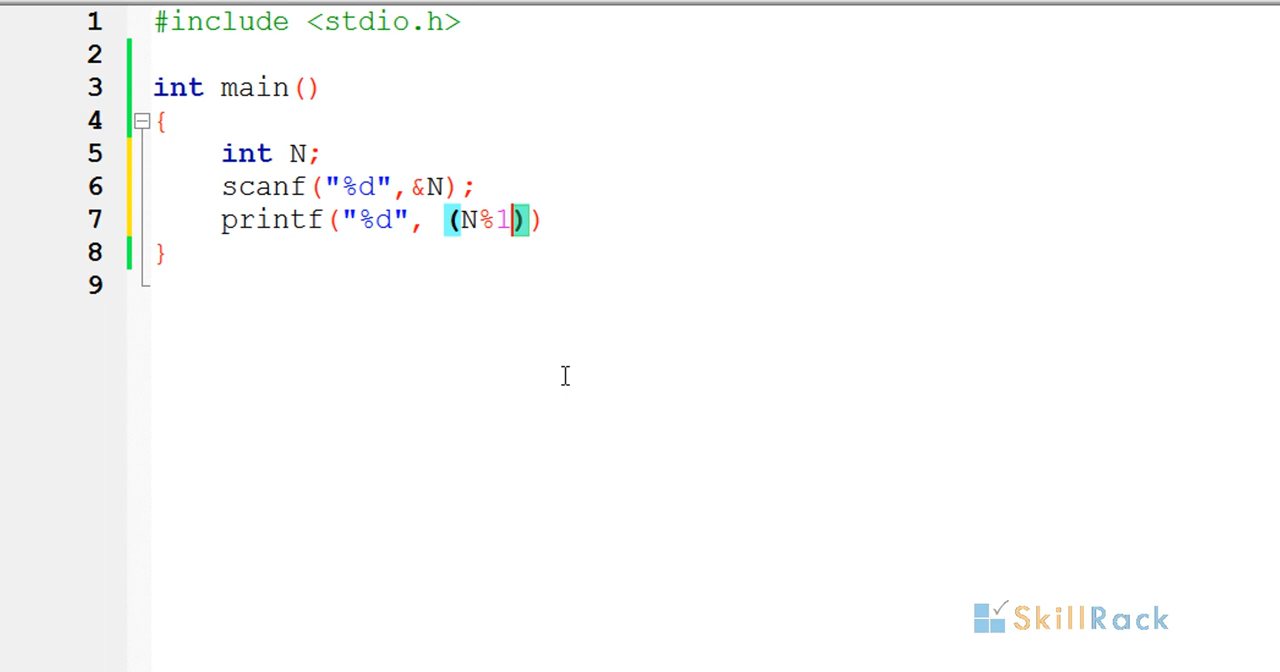 1 #include <stdio.h>
2
3 int main()
4 {
5     int N;
6     scanf("%d",&N);
7     printf("%d", (N%1))
8 }
9
SkillRack